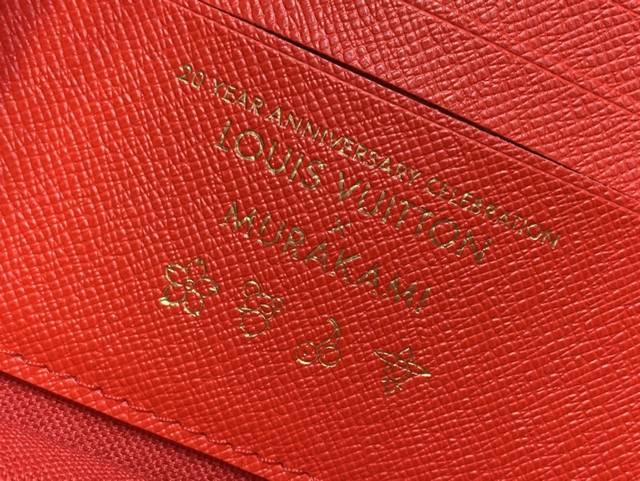 20 YEAR ANNIVERSARY CELEBRATION
LOUIS VUITTON
x
MURAKAMI